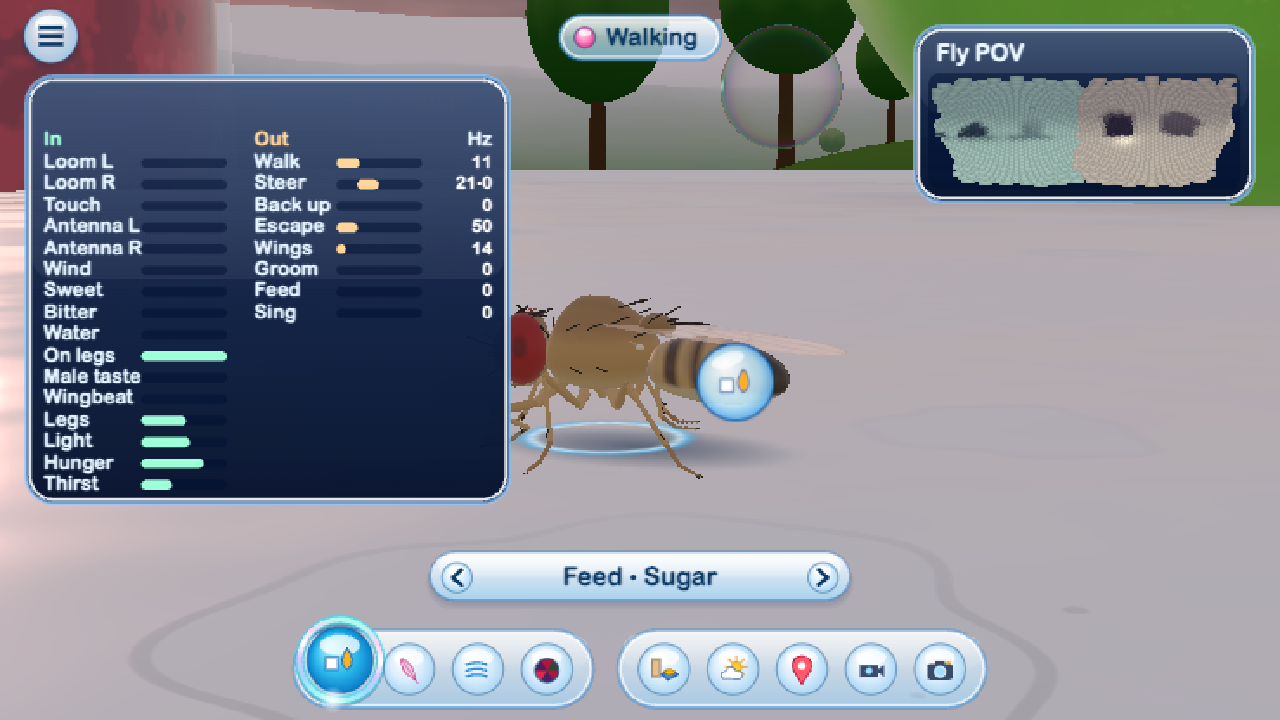 Walking
Fly POV
In
Loom L
Loom R
Touch
Antenna L
Antenna R
Wind
Sweet
Bitter
Water
On legs
Male taste
Wingbeat
Legs
Light
Hunger
Thirst
Out Hz
Walk 11
Steer 21-0
Back up 0
Escape 50
Wings 14
Groom 0
Feed 0
Sing 0
Feed • Sugar